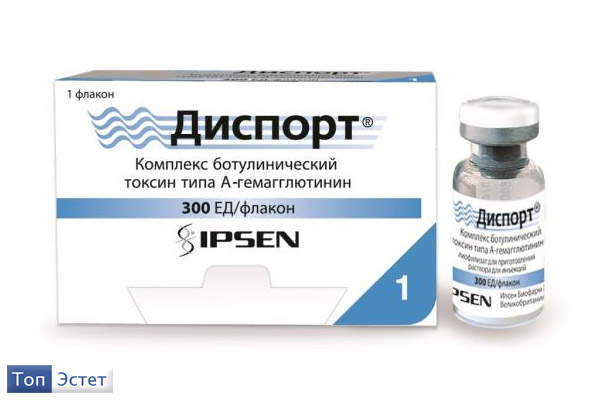 1 флакон
Диспорт®
Комплекс ботулинический
токсин типа А-гемагглютинин
300 ЕД/флакон
IPSEN
1
Диспорт®
Комплекс ботулинический
токсин типа А-гемагглютинин
лиофилизат для приготовления
раствора для инъекций
300 ЕД/флакон
PSEN
Ипсен Биофарм
Великобритания
Топ Эстет